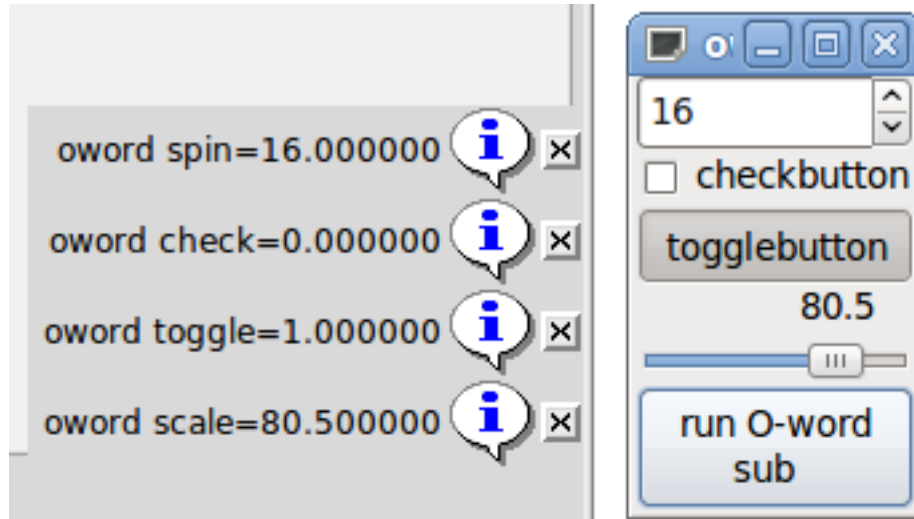 oword spin=16.000000
oword check=0.000000
oword toggle=1.000000
oword scale=80.500000
16
checkbutton
togglebutton
80.5
run O-word
sub